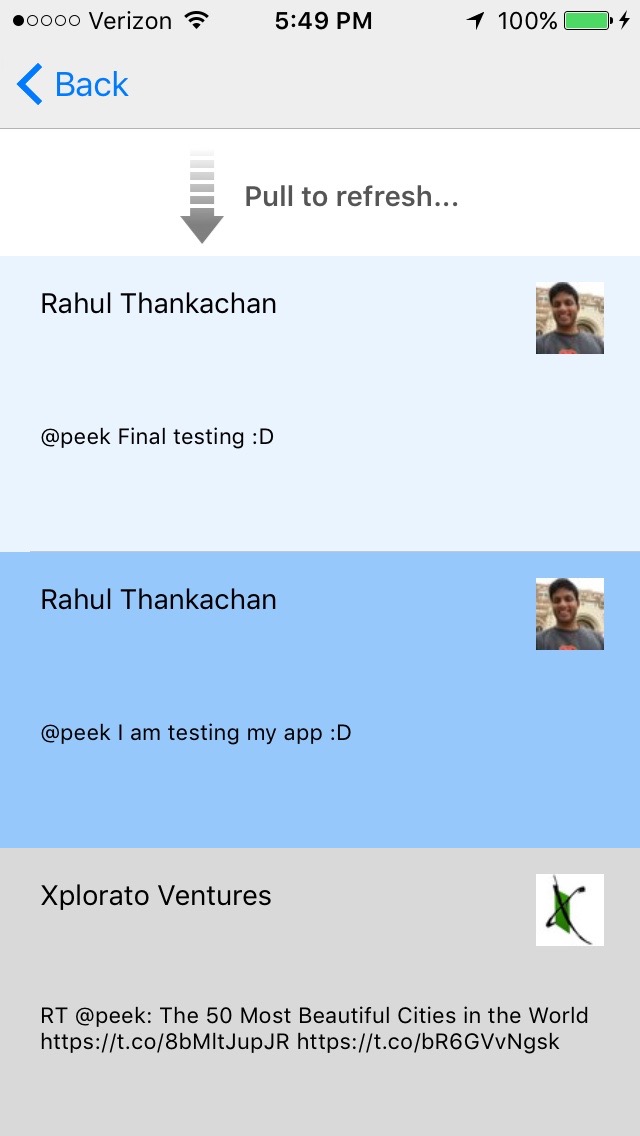 Verizon 5:49 PM 100%
Back
Pull to refresh...
Rahul Thankachan
@peek Final testing :D
Rahul Thankachan
@peek I am testing my app :D
Xplorato Ventures
RT @peek: The 50 Most Beautiful Cities in the World
https://t.co/8bMltJupJR https://t.co/bR6GVvNgsk